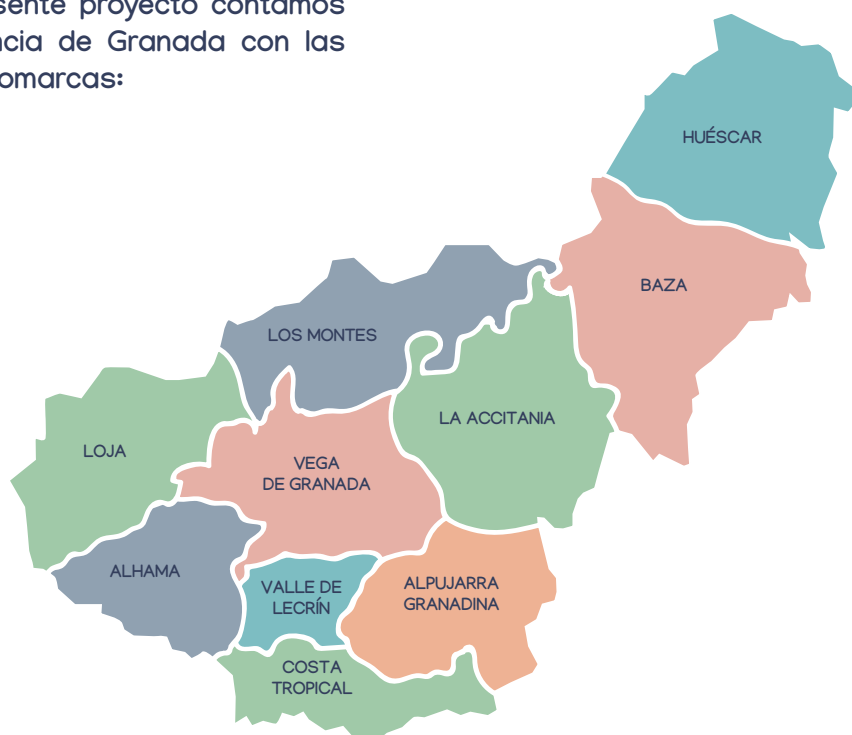 sente proyecto contamos
ncia de Granada con las
omarcas:
HUÉSCAR
BAZA
LOS MONTES
LA ACCITANIA
LOJA
VEGA
DE GRANADA
ALHAMA
VALLE DE
LECRÍN
ALPUJARRA
GRANADINA
COSTA
TROPICAL